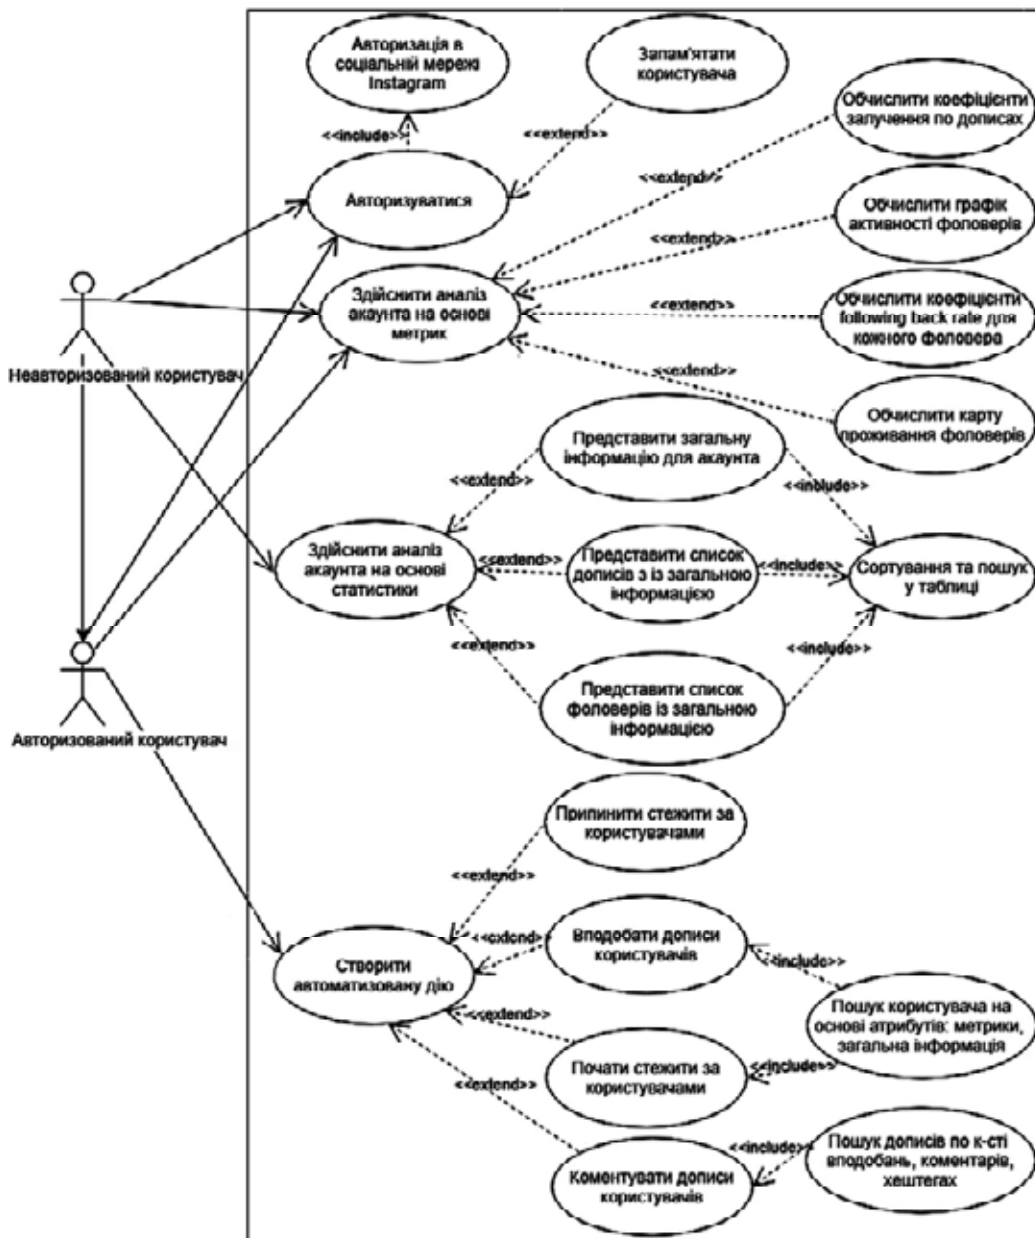 Авторизація в
соціальній мережі
Instagram
Запам'ятати
користувача
Обчислити коефіцієнти
залучення по дописах
<<include>>
<<extend>>
<<extend>>
Авторизуватися
Обчислити графік
активності фоловерів
<<extend>>
Здійснити аналіз
акаунта на основі
метрик
Обчислити коефіцієнти
following back rate для
кожного фоловера
<<extend>>
Неавторизований користувач
<<extend>>
Обчислити карту
проживання фоловерів
Представити загальну
інформацію для акаунта
<<extend>>
<<include>>
Здійснити аналіз
акаунта на основі
статистики
<<extend>>
Представити список
дописів з із загальною
інформацією
<<include>>
Сортування та пошук
у таблиці
<<extend>>
<<include>>
Представити список
фоловерів із загальною
інформацією
Авторизований користувач
Припинити стежити за
користувачами
<<extend>>
<<extend>>
Вподобати дописи
користувачів
<<include>>
Створити
автоматизовану дію
<<extend>>
Пошук користувача на
основі атрибутів: метрики,
загальна інформація
Почати стежити за
користувачами
<<include>>
<<extend>>
<<include>>
Пошук дописів по к-сті
вподобань, коментарів,
хештегах
Коментувати дописи
користувачів